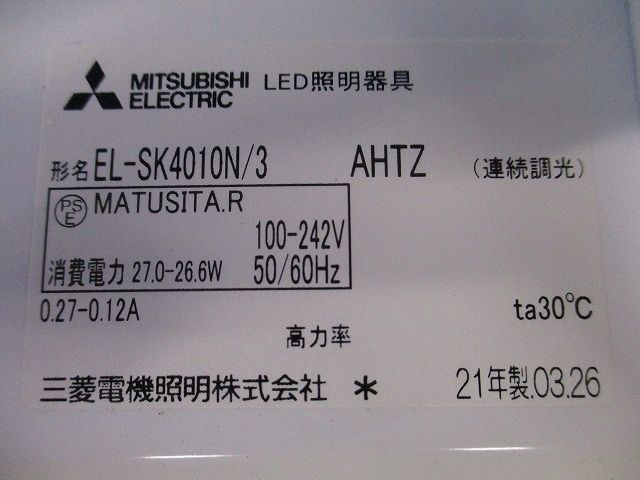 MITSUBISHI ELECTRIC LED照明器具
形名 EL-SK4010N/3 AHTZ (連続調光)
PS E MATUSITA.R
100-242V
消費電力 27.0-26.6W 50/60Hz
0.27-0.12A ta30℃
高力率
三菱電機照明株式会社 * 21年製.03.26